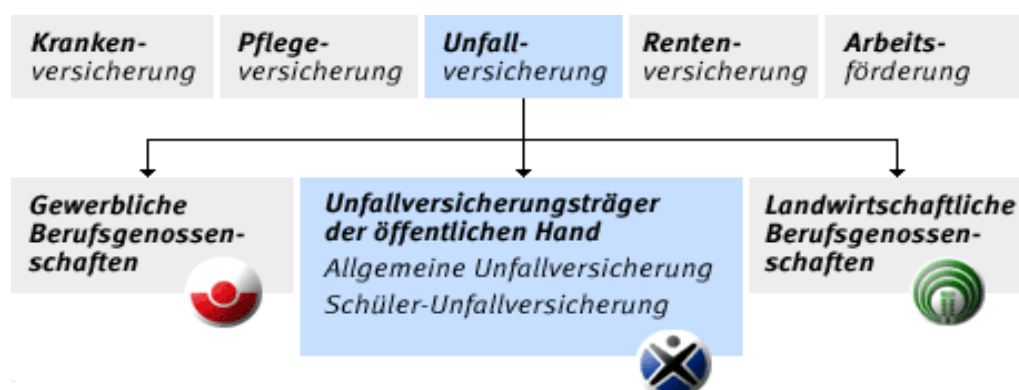 Kranken-
versicherung
Pflege-
versicherung
Unfall-
versicherung
Renten-
versicherung
Arbeits-
förderung
Gewerbliche
Berufsgenossen-
schaften
Unfallversicherungsträger
der öffentlichen Hand
Allgemeine Unfallversicherung
Schüler-Unfallversicherung
Landwirtschaftliche
Berufsgenossen-
schaften